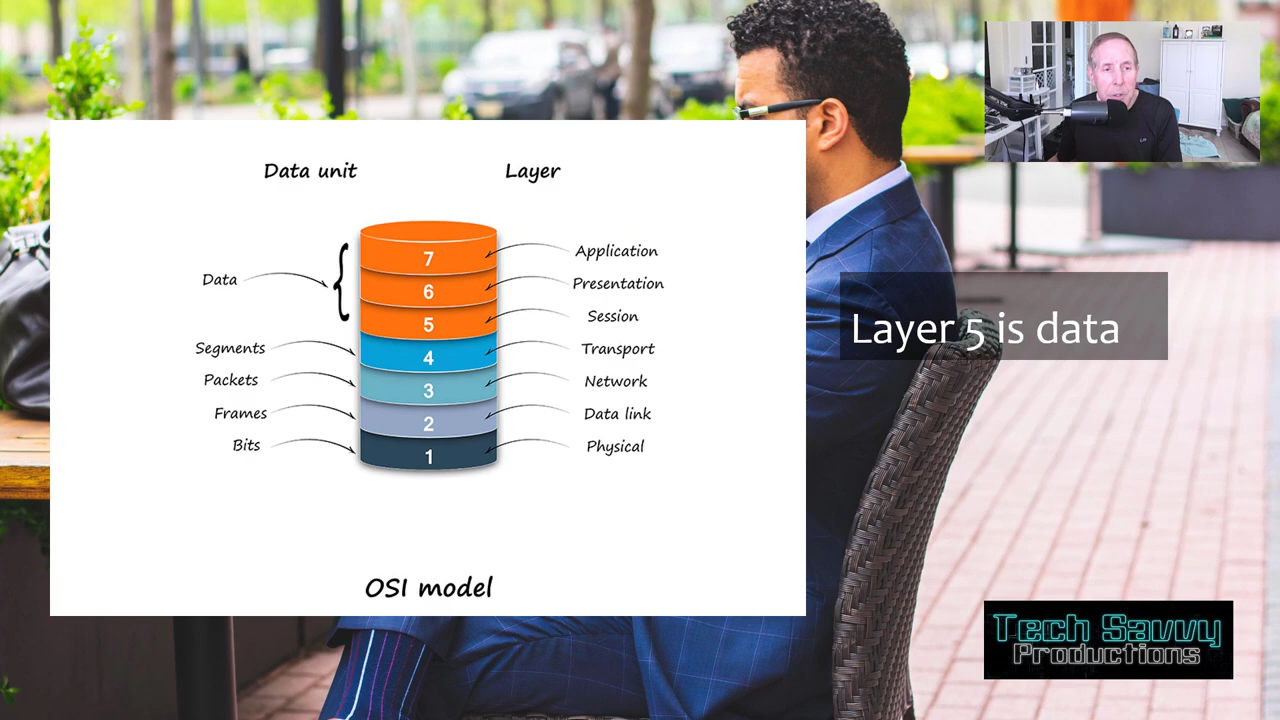 Data unit
Layer
7
Application
Data
6
Presentation
5
Session
Segments
4
Transport
Packets
3
Network
Frames
2
Data link
Bits
1
Physical
OSI model
Layer 5 is data
Tech Savvy
Productions